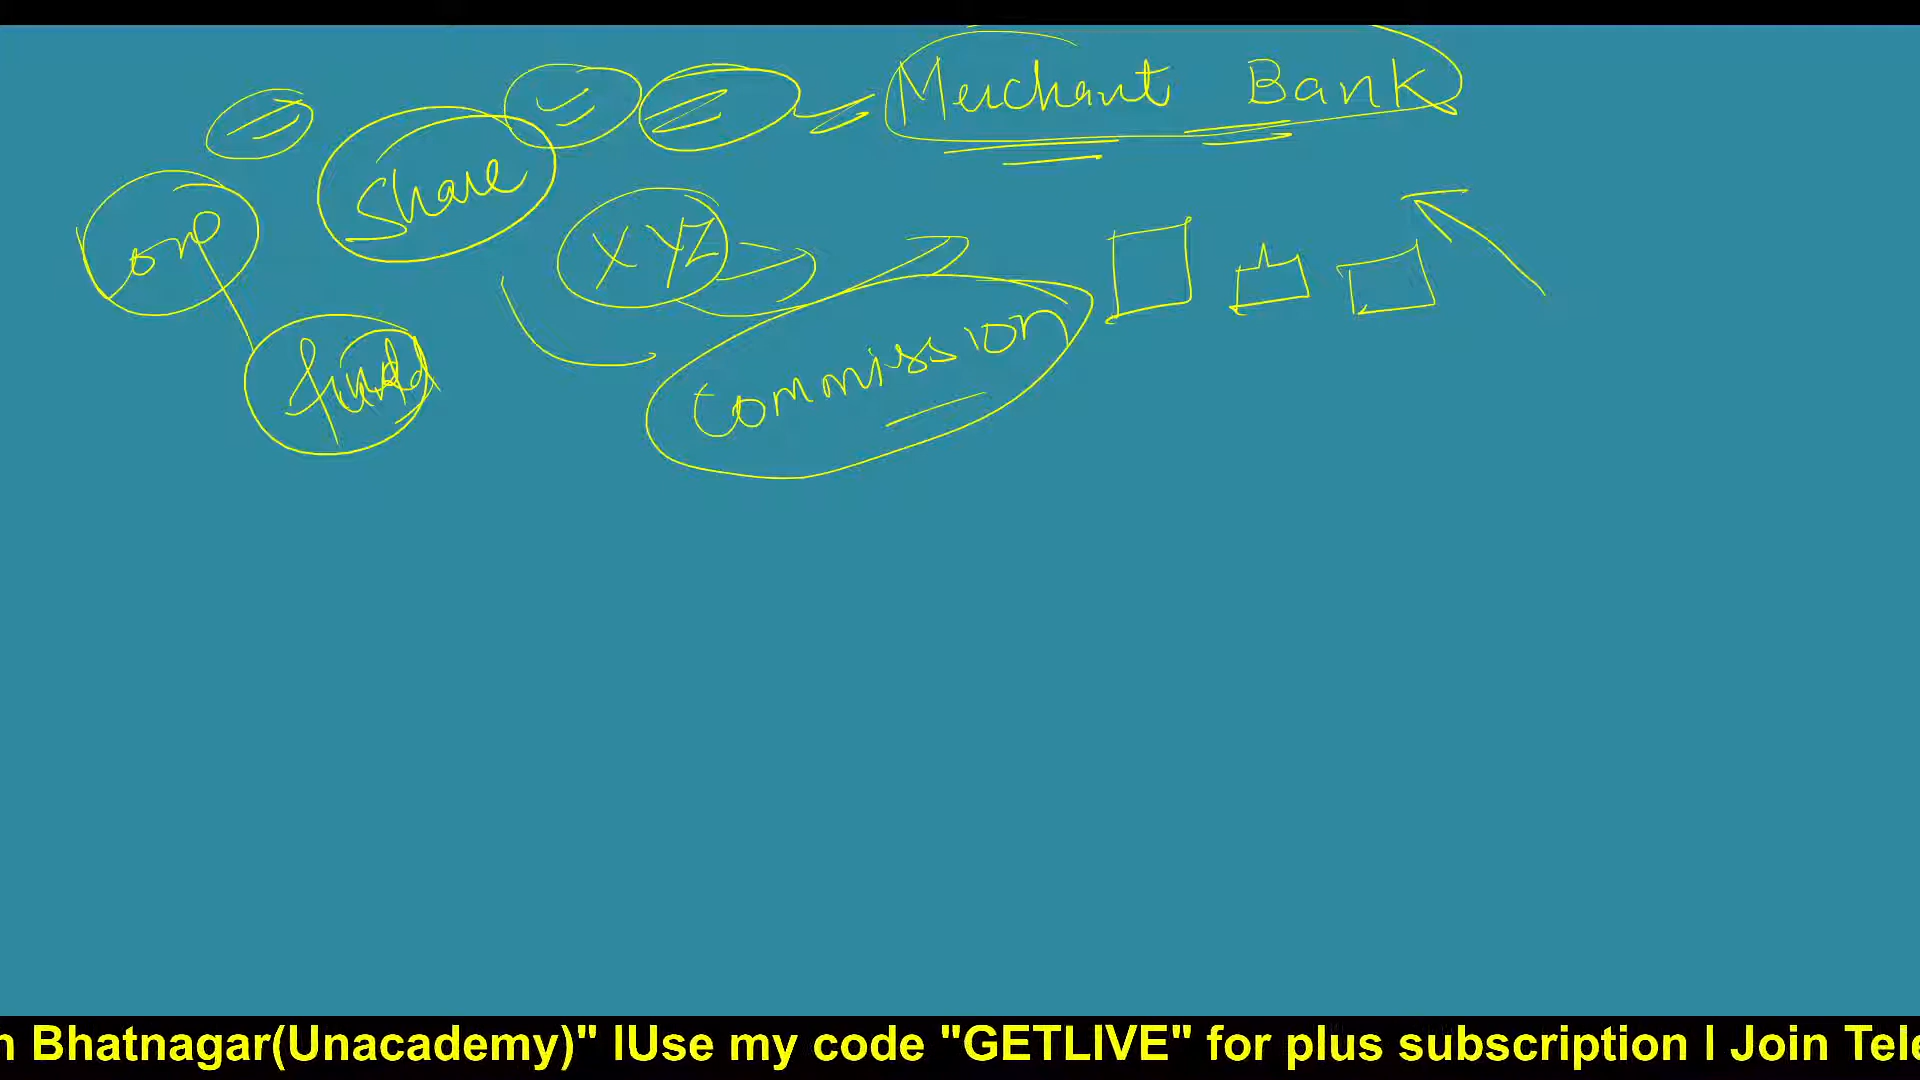 Merchant Bank
Share
XYZ
fund
Commission
n Bhatnagar(Unacademy)" lUse my code "GETLIVE" for plus subscription l Join Tele